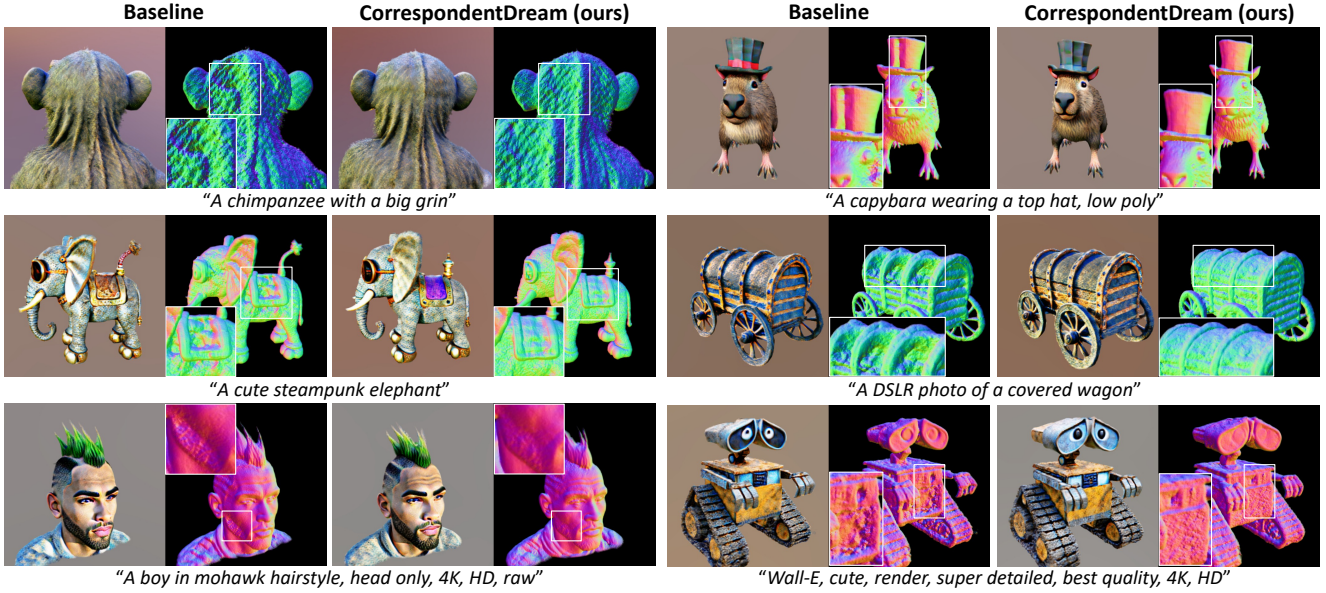 Baseline CorrespondentDream (ours) Baseline CorrespondentDream (ours)
“A chimpanzee with a big grin” “A capybara wearing a top hat, low poly”
“A cute steampunk elephant” “A DSLR photo of a covered wagon”
“A boy in mohawk hairstyle, head only, 4K, HD, raw” “Wall-E, cute, render, super detailed, best quality, 4K, HD”